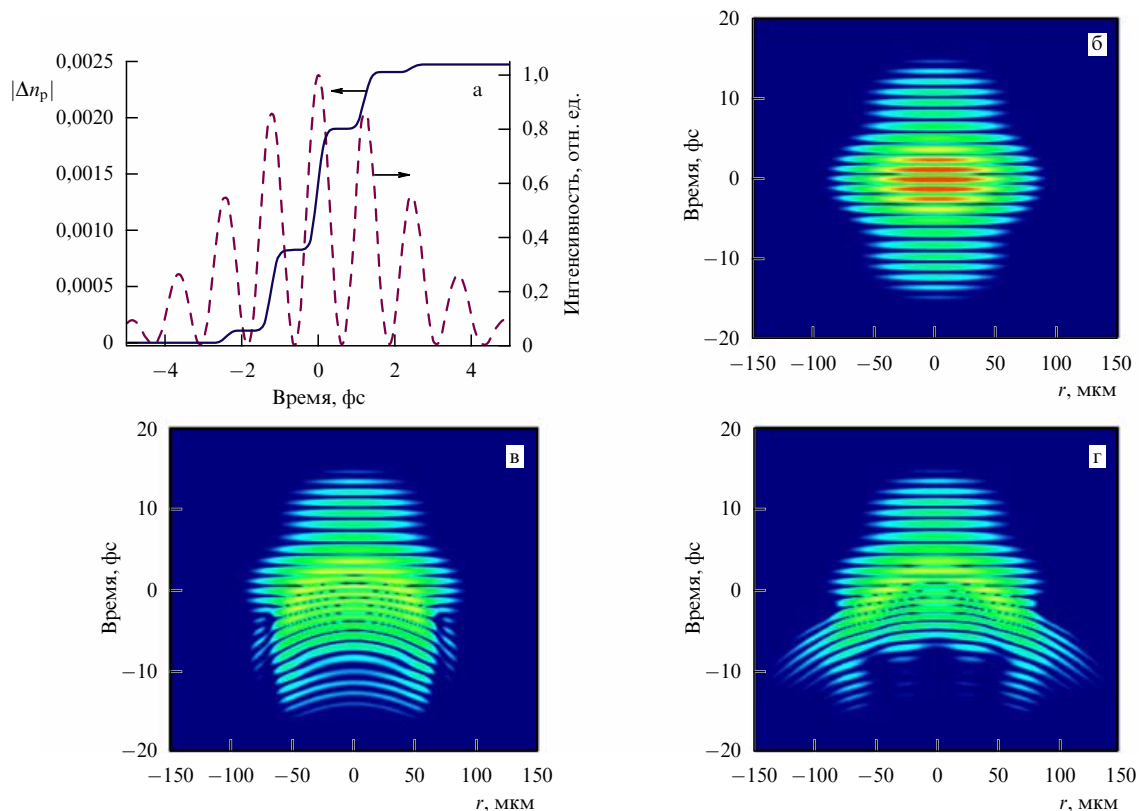 |Δnₚ|
0,0025
0,0020
0,0015
0,0010
0,0005
0
1,0
0,8
0,6
0,4
0,2
0
Интенсивность, отн. ед.
а
−4 −2 0 2 4
Время, фс
б
20
10
0
−10
−20
Время, фс
−150 −100 −50 0 50 100 150
r, мкм
в
20
10
0
−10
−20
Время, фс
−150 −100 −50 0 50 100 150
r, мкм
г
20
10
0
−10
−20
Время, фс
−150 −100 −50 0 50 100 150
r, мкм